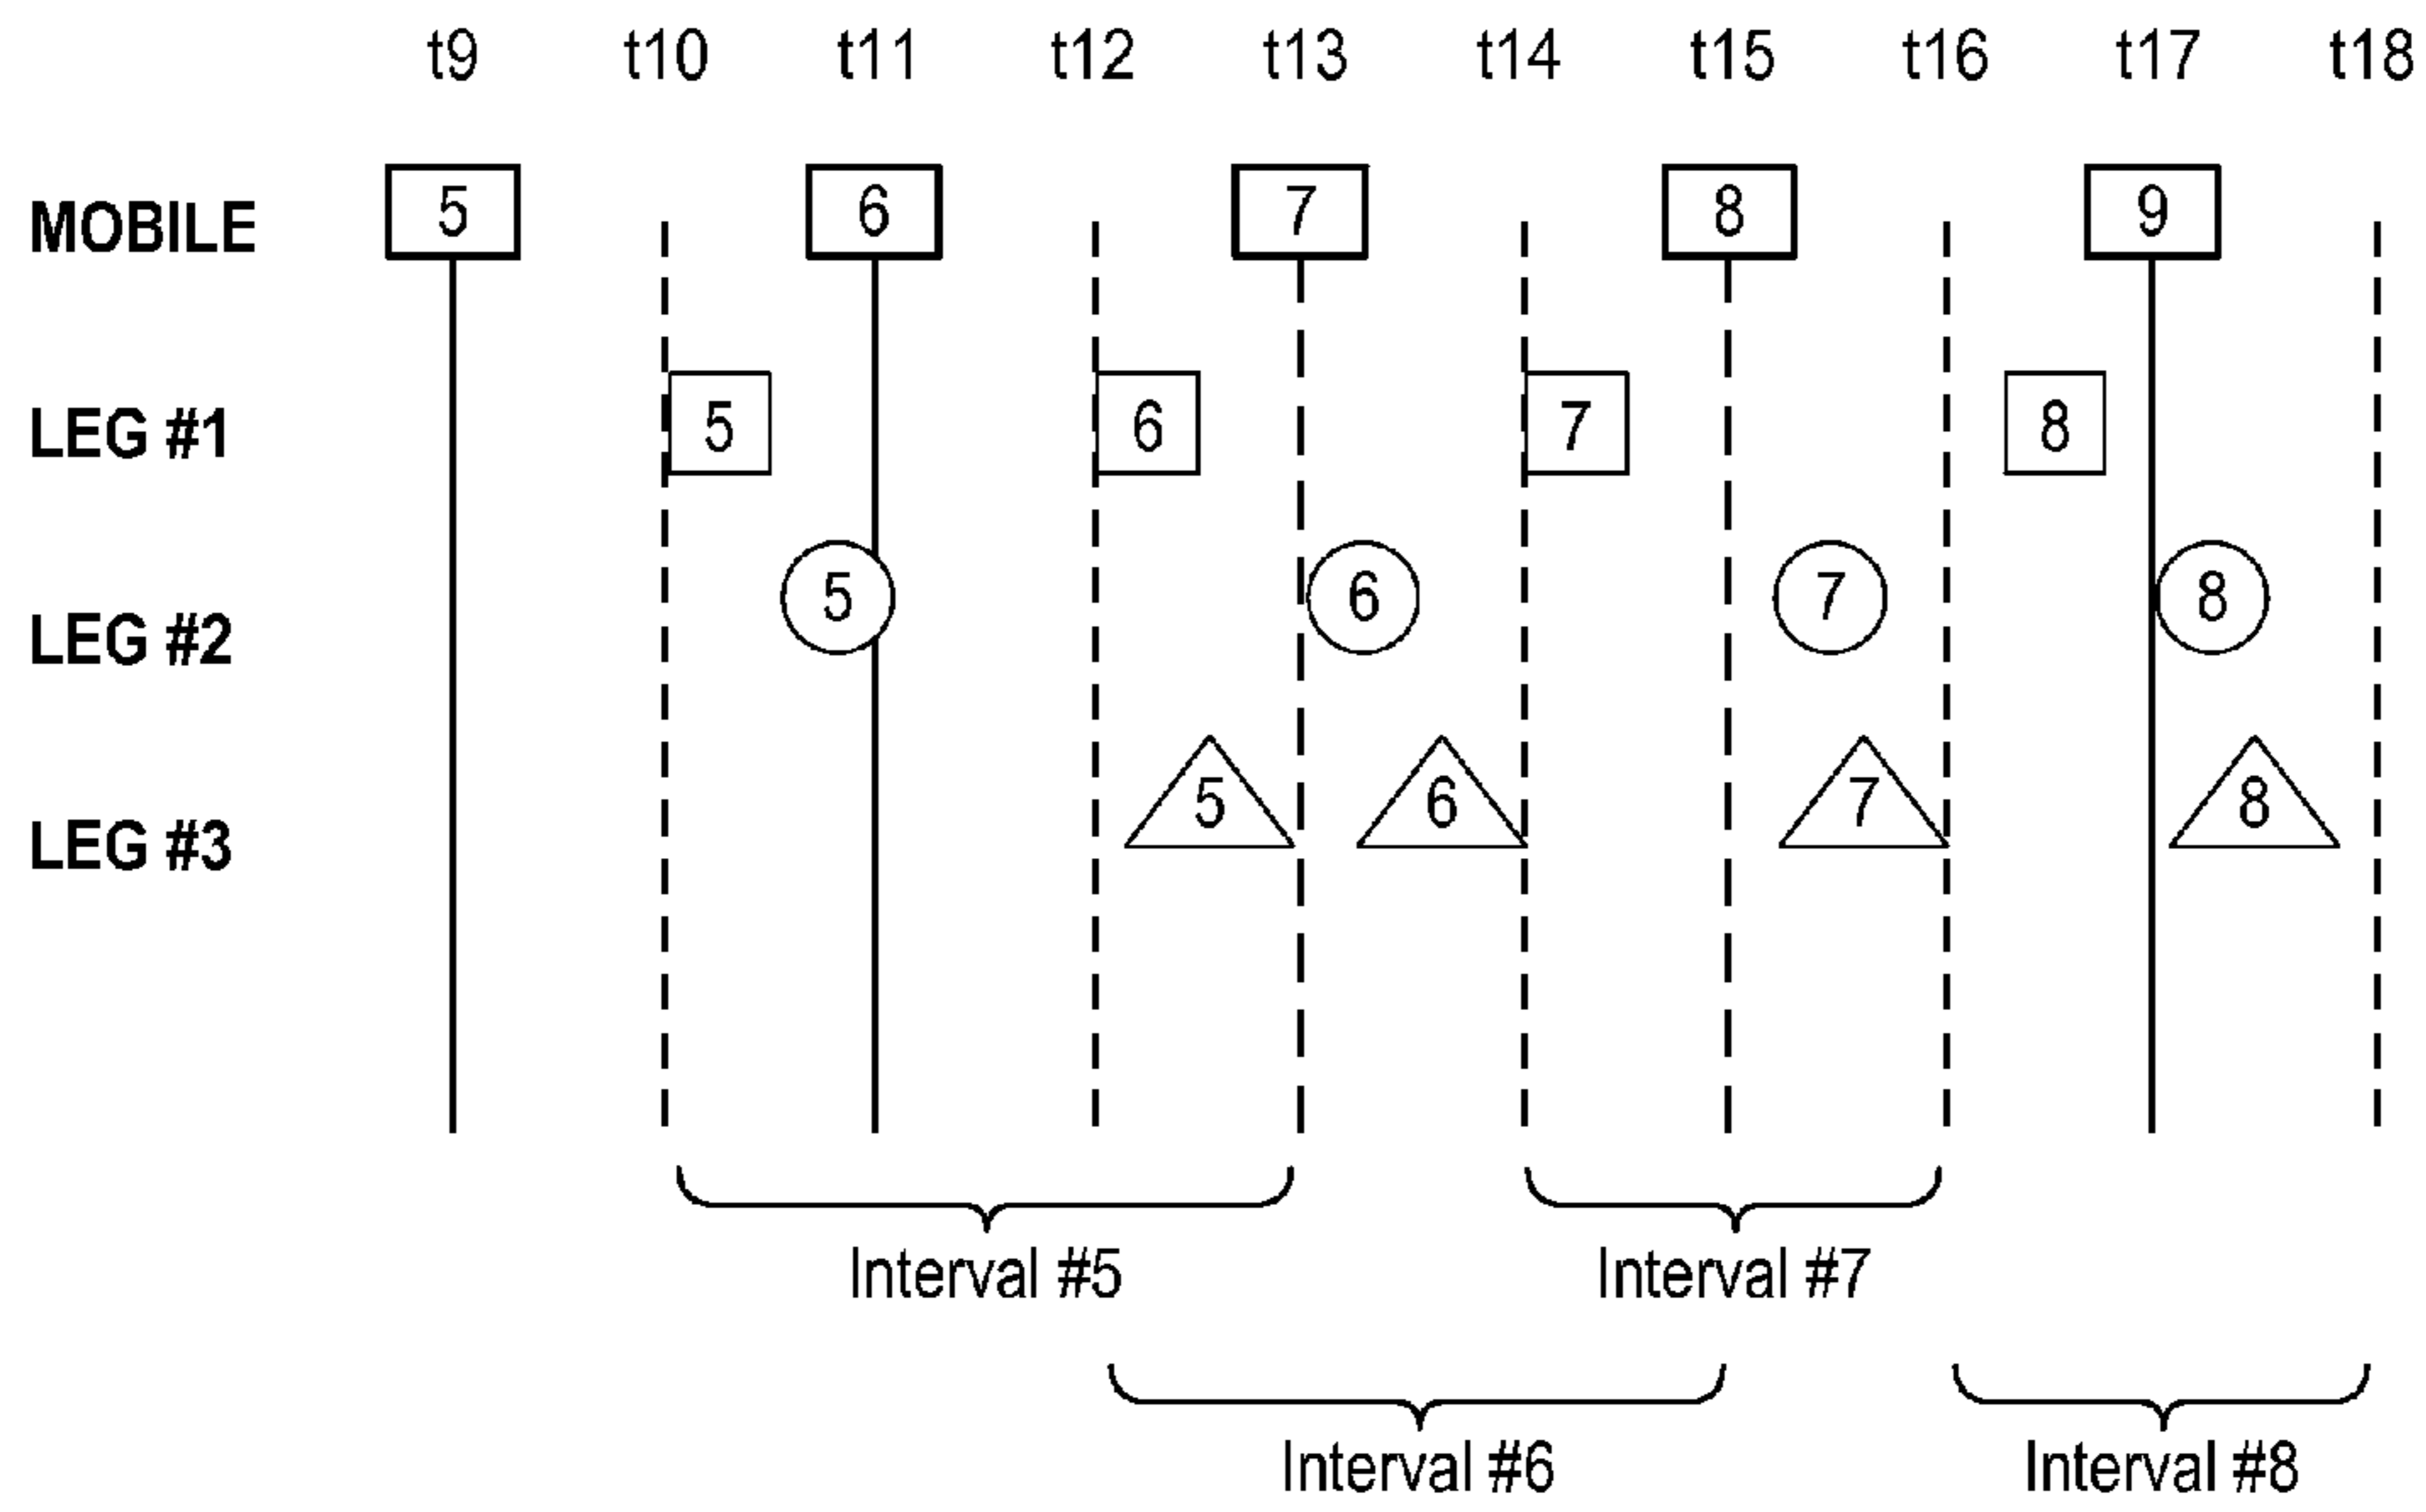 t9 t10 t11 t12 t13 t14 t15 t16 t17 t18
MOBILE 5 6 7 8 9
LEG #1 5 6 7 8
LEG #2 5 6 7 8
LEG #3 5 6 7 8
Interval #5 Interval #7
Interval #6 Interval #8